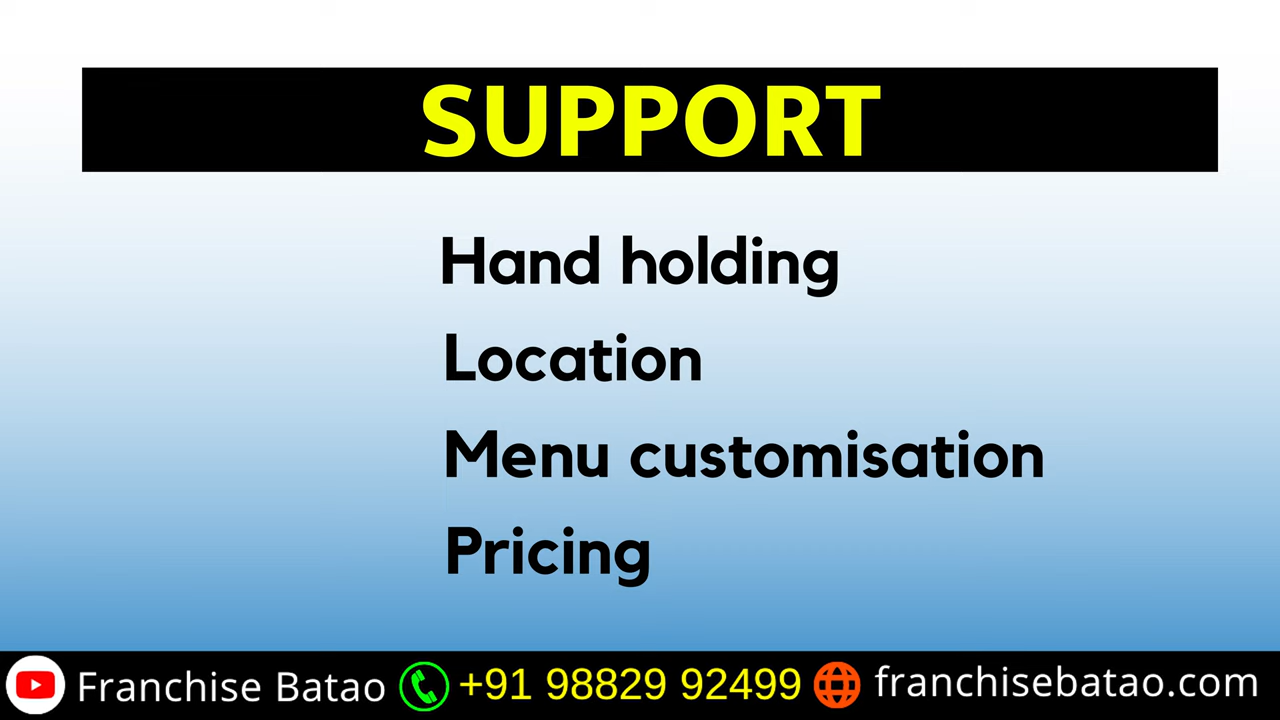 SUPPORT
Hand holding
Location
Menu customisation
Pricing
Franchise Batao +91 98829 92499 franchisebatao.com